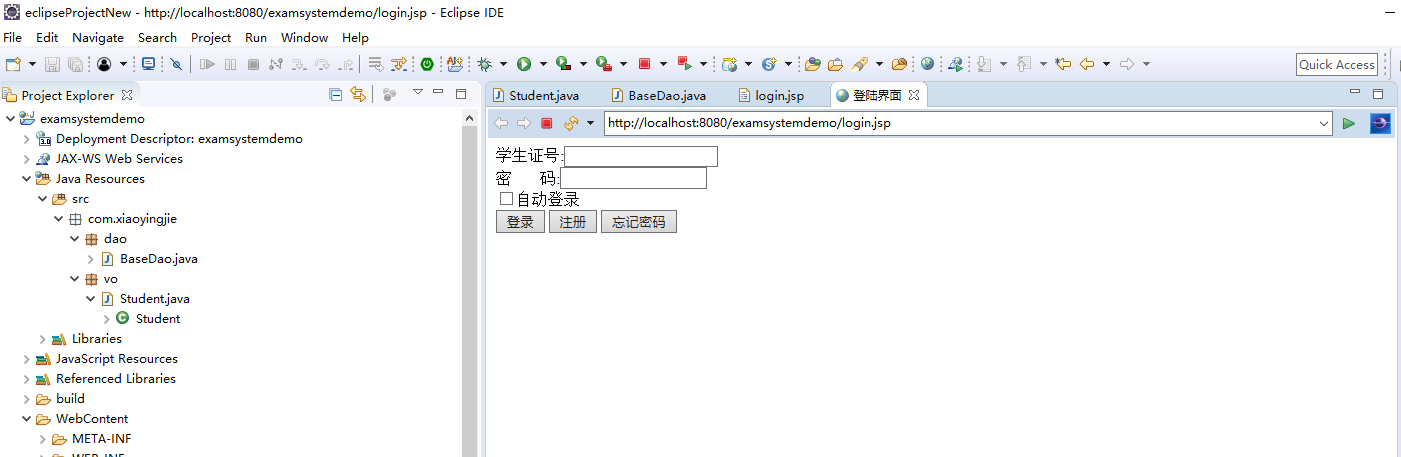 eclipseProjectNew - http://localhost:8080/examsystemdemo/login.jsp - Eclipse IDE
File Edit Navigate Search Project Run Window Help
Quick Access
Project Explorer
examsystemdemo
Deployment Descriptor: examsystemdemo
3.0
JAX-WS Web Services
Java Resources
src
com.xiaoyingjie
dao
BaseDao.java
vo
Student.java
Student
Libraries
JavaScript Resources
Referenced Libraries
build
WebContent
META-INF
WEB-INF
Student.java BaseDao.java login.jsp 登陆界面
http://localhost:8080/examsystemdemo/login.jsp
学生证号:
密 码:
自动登录
登录 注册 忘记密码